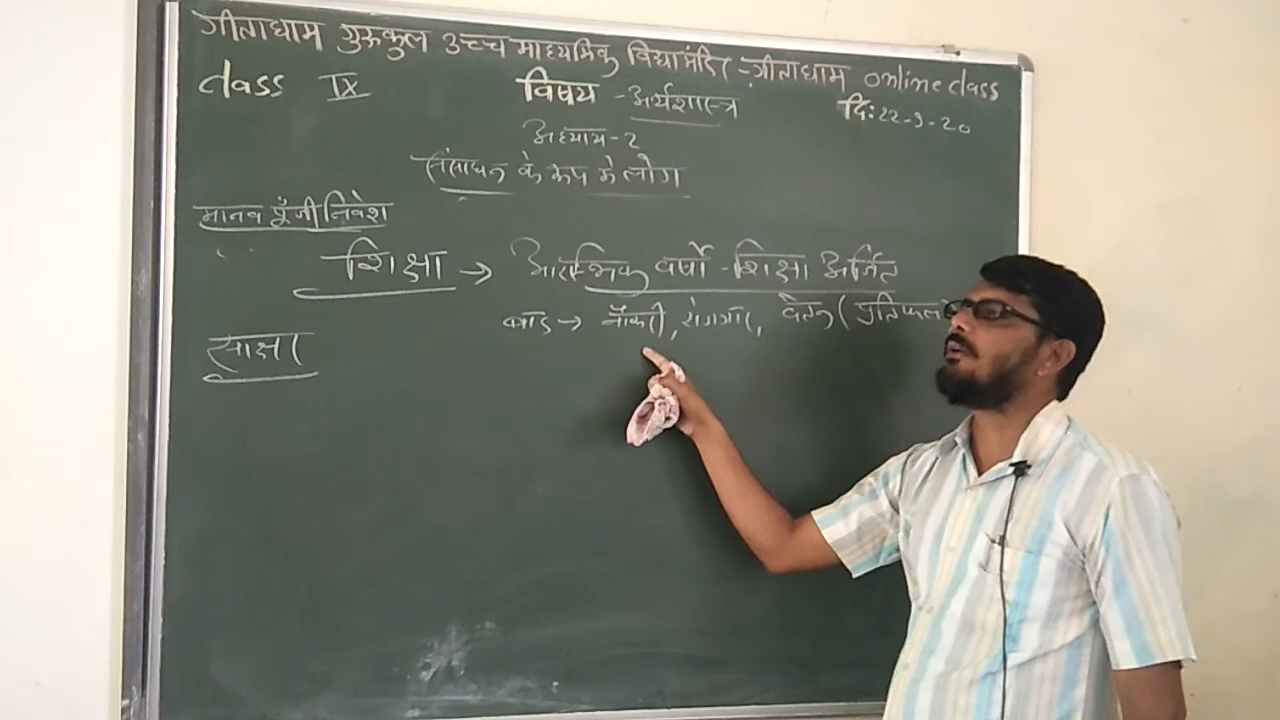 गीताधाम गुरुकुल उच्च माध्यमिक विद्यामंदिर - गीताधाम online class
class IX विषय - अर्थशास्त्र दि: 22-9-20
अध्याय - 2
संसाधन के रूप मे लोग
मानव पूँजी निवेश
शिक्षा → आरम्भिक वर्षो - शिक्षा अर्जित
बाद → नौकरी, रोजगार, वेतन ( प्रतिफल
साक्षर